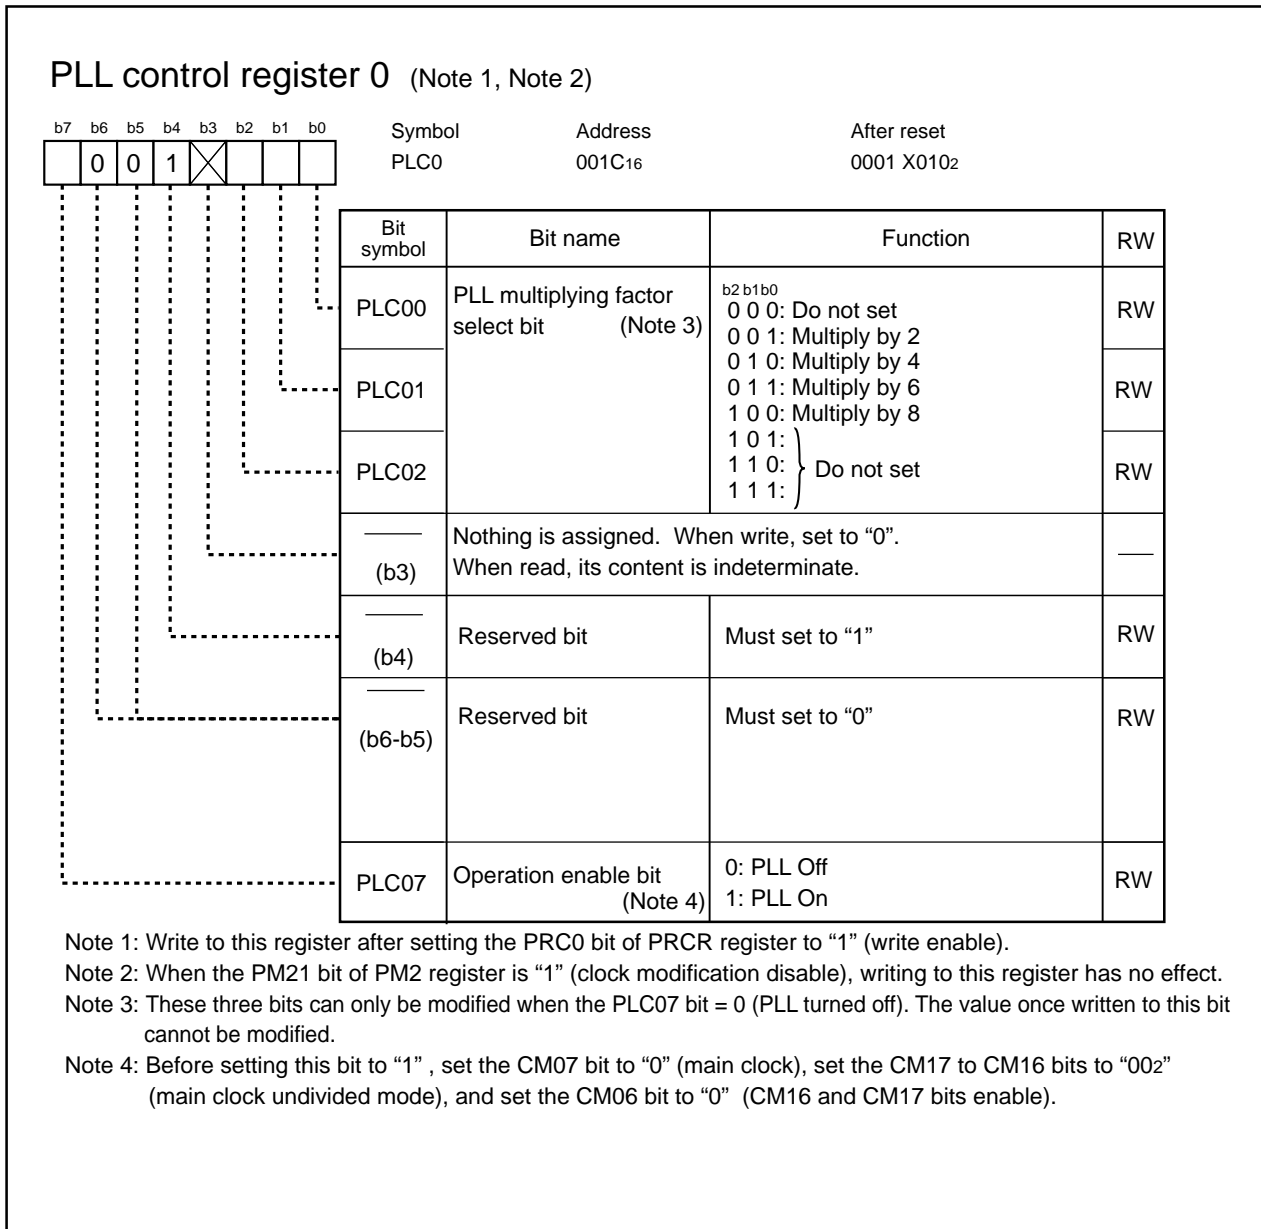 PLL control register 0 (Note 1, Note 2)
b7 b6 b5 b4 b3 b2 b1 b0
Symbol Address After reset
0 0 1
PLC0 001C16 0001 X0102
Bit symbol Bit name Function RW
PLC00 PLL multiplying factor select bit (Note 3) RW
b2 b1 b0
0 0 0: Do not set
0 0 1: Multiply by 2
0 1 0: Multiply by 4
0 1 1: Multiply by 6
1 0 0: Multiply by 8
PLC01 RW
1 0 1:
1 1 0: Do not set
1 1 1:
PLC02 RW
(b3) Nothing is assigned. When write, set to “0”.
When read, its content is indeterminate.
(b4) Reserved bit Must set to “1” RW
(b6-b5) Reserved bit Must set to “0” RW
PLC07 Operation enable bit (Note 4) RW
0: PLL Off
1: PLL On
Note 1: Write to this register after setting the PRC0 bit of PRCR register to “1” (write enable).
Note 2: When the PM21 bit of PM2 register is “1” (clock modification disable), writing to this register has no effect.
Note 3: These three bits can only be modified when the PLC07 bit = 0 (PLL turned off). The value once written to this bit
cannot be modified.
Note 4: Before setting this bit to “1” , set the CM07 bit to “0” (main clock), set the CM17 to CM16 bits to “002”
(main clock undivided mode), and set the CM06 bit to “0” (CM16 and CM17 bits enable).